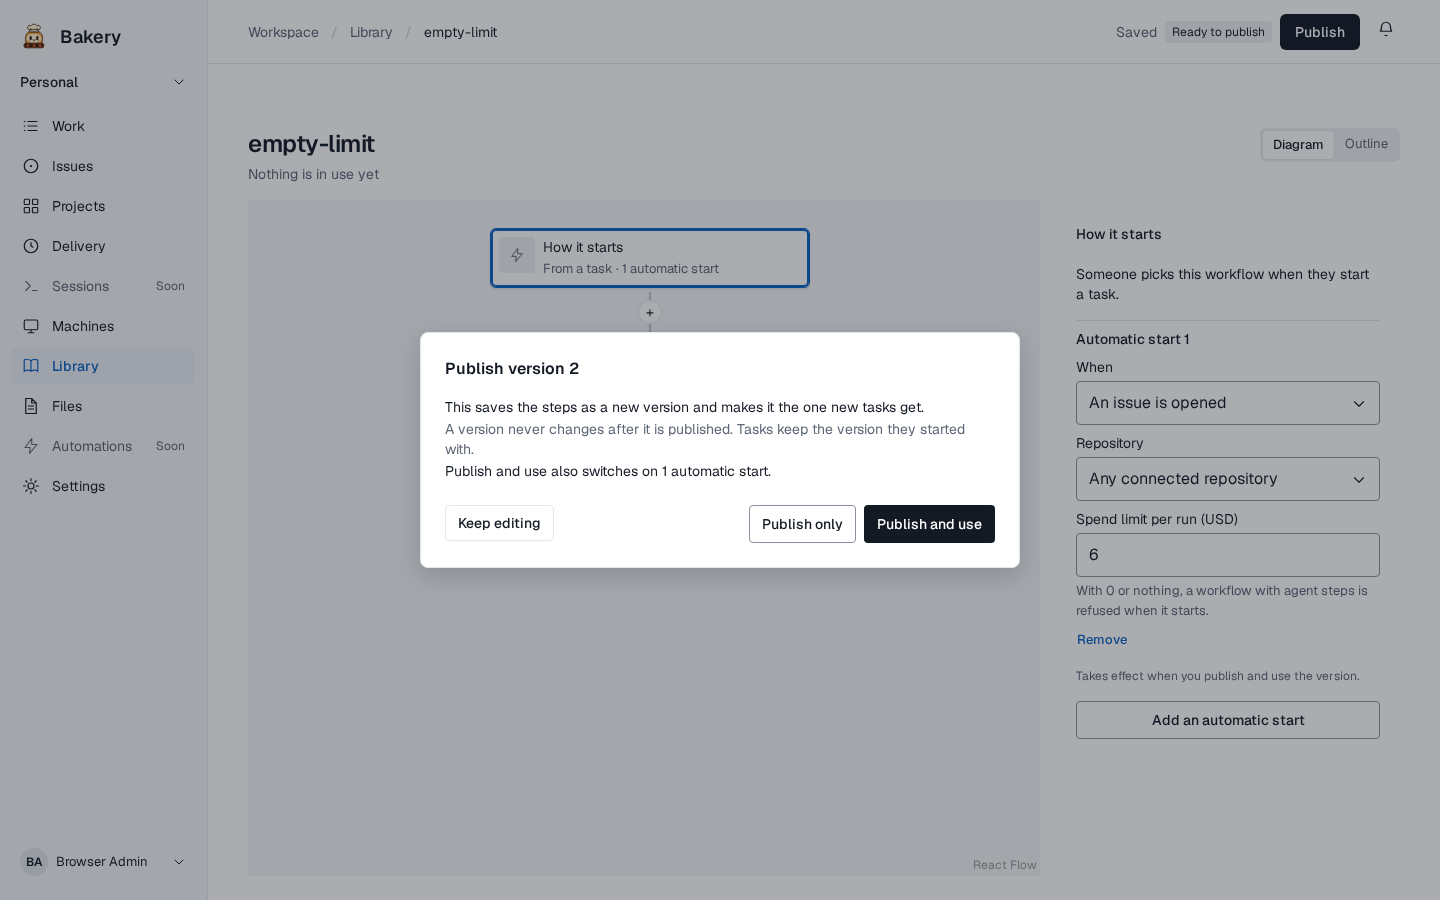 Bakery
Workspace / Library / empty-limit
Saved
Ready to publish
Publish
Personal
Work
Issues
Projects
Delivery
Sessions Soon
Machines
Library
Files
Automations Soon
Settings
BA Browser Admin
empty-limit
Nothing is in use yet
Diagram
Outline
How it starts
From a task · 1 automatic start
+
Publish version 2
This saves the steps as a new version and makes it the one new tasks get.
A version never changes after it is published. Tasks keep the version they started
with.
Publish and use also switches on 1 automatic start.
Keep editing
Publish only
Publish and use
React Flow
How it starts
Someone picks this workflow when they start
a task.
Automatic start 1
When
An issue is opened
Repository
Any connected repository
Spend limit per run (USD)
6
With 0 or nothing, a workflow with agent steps is
refused when it starts.
Remove
Takes effect when you publish and use the version.
Add an automatic start